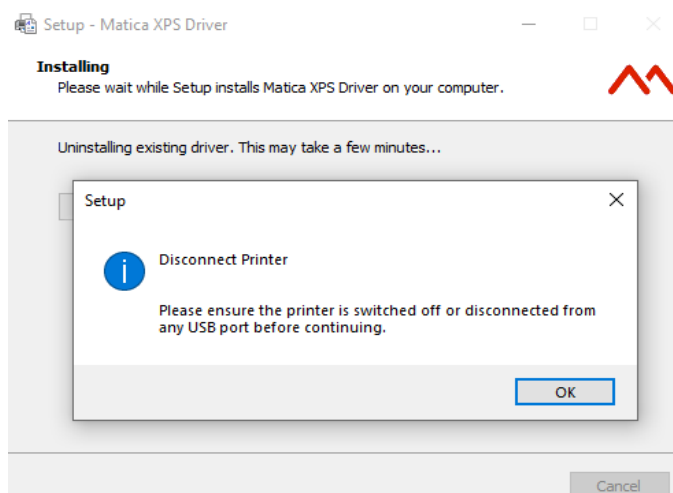 Setup - Matica XPS Driver
Installing
Please wait while Setup installs Matica XPS Driver on your computer.
Uninstalling existing driver. This may take a few minutes...
Setup
Disconnect Printer
Please ensure the printer is switched off or disconnected from
any USB port before continuing.
OK
Cancel